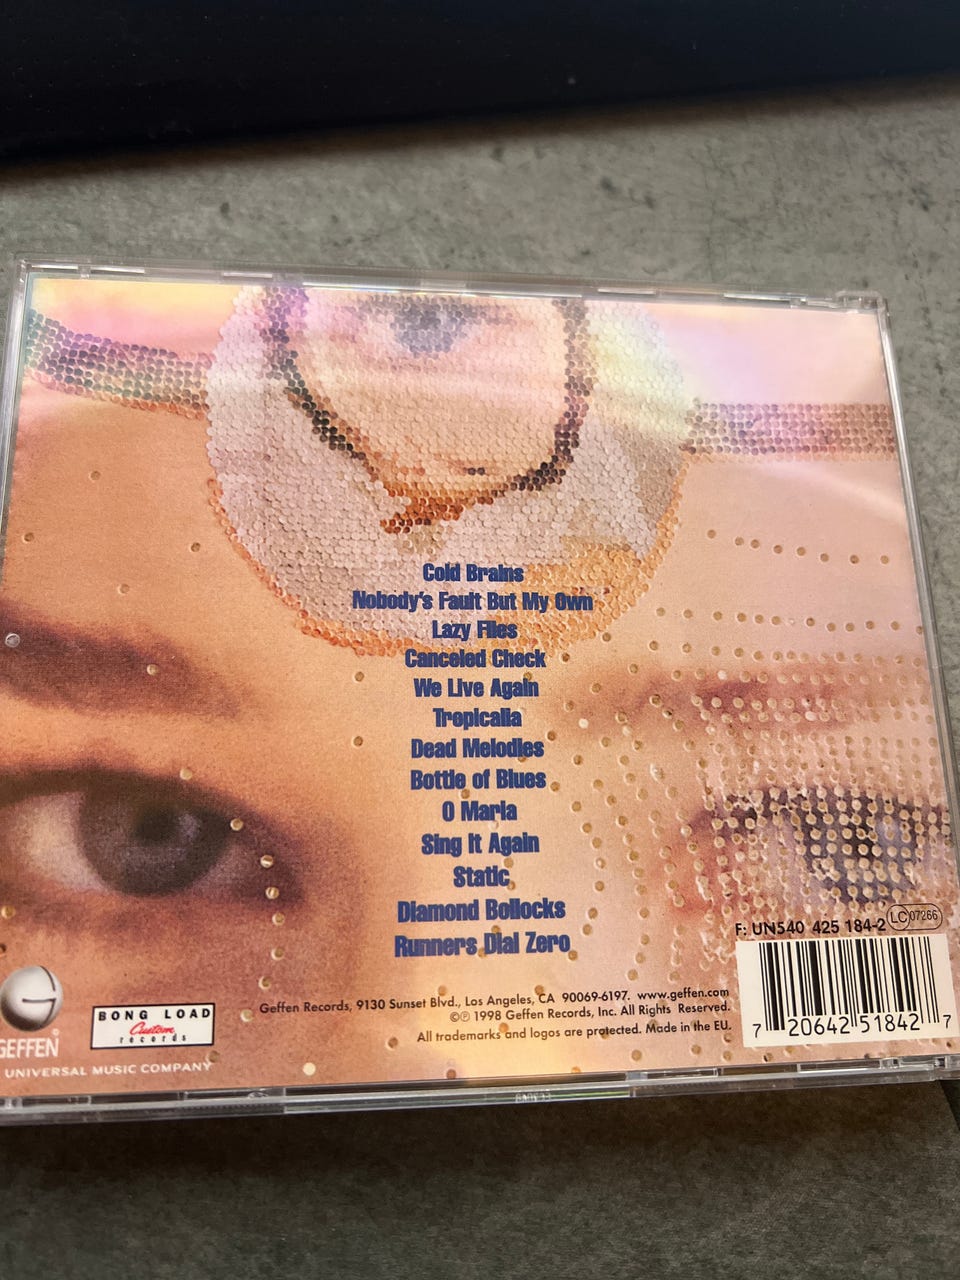 Cold Brains
Nobody's Fault But My Own
Lazy Flies
Canceled Check
We Live Again
Tropicalia
Dead Melodies
Bottle of Blues
O Maria
Sing It Again
Static
Diamond Bollocks
Runners Dial Zero
F: UN540 425 184-2 LC 07266
Geffen Records, 9130 Sunset Blvd., Los Angeles, CA 90069-6197. www.geffen.com
©℗ 1998 Geffen Records, Inc. All Rights Reserved.
All trademarks and logos are protected. Made in the EU.
7 20642 51842 7
BONG LOAD
Custom
records
GEFFEN
UNIVERSAL MUSIC COMPANY